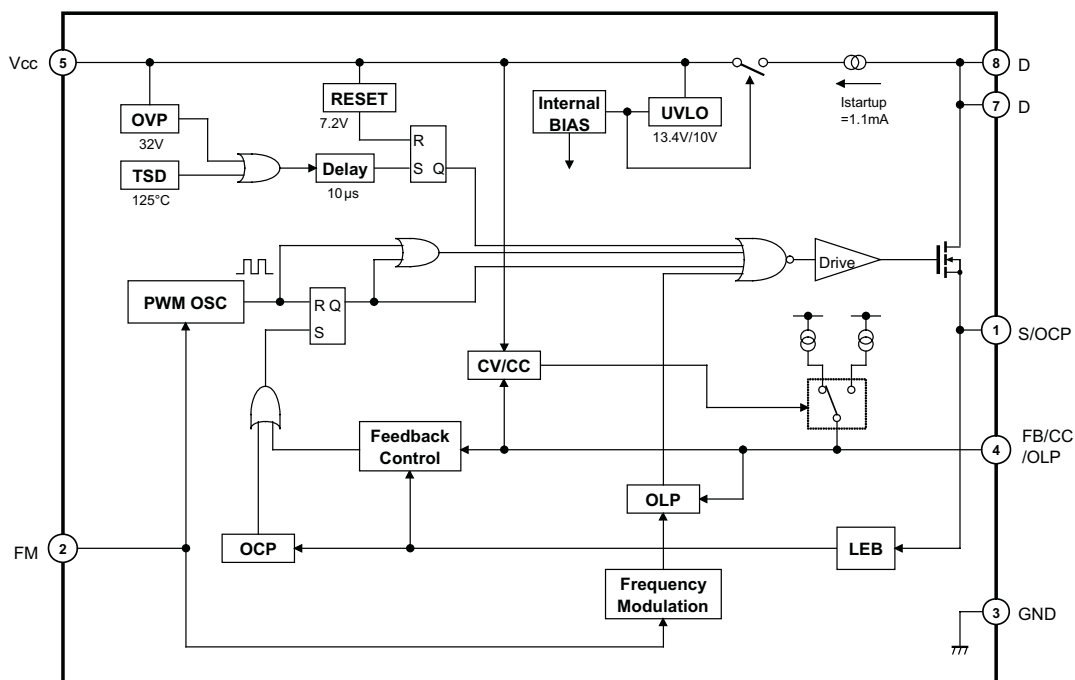 Vcc
5
8
D
7
D
OVP
32V
RESET
7.2V
Internal
BIAS
UVLO
13.4V/10V
Istartup
=1.1mA
TSD
125°C
Delay
10μs
R
S Q
PWM OSC
R Q
S
Drive
1
S/OCP
CV/CC
Feedback
Control
4
FB/CC
/OLP
OLP
FM
2
OCP
LEB
Frequency
Modulation
3
GND